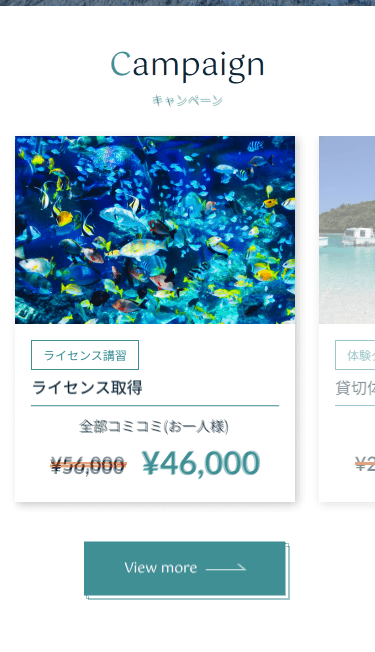 Campaign
キャンペーン
ライセンス講習
ライセンス取得
全部コミコミ(お一人様)
¥56,000 ¥46,000
体験
貸切
¥2
View more